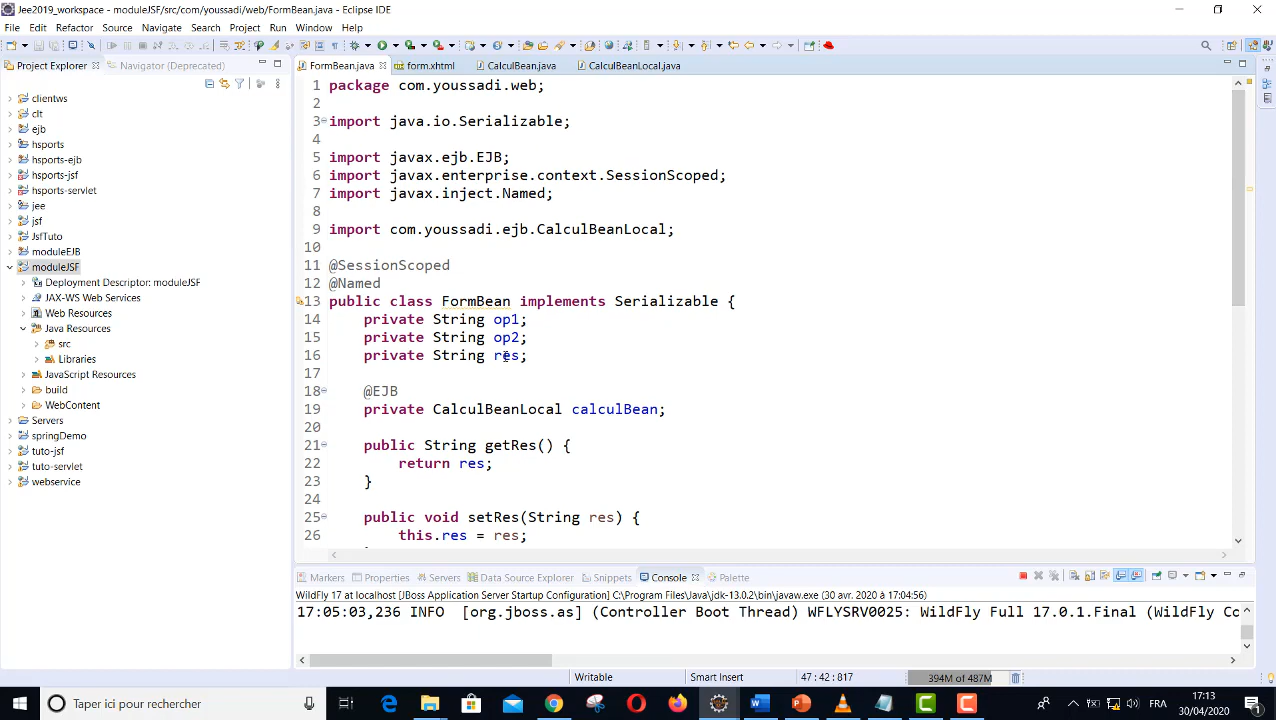 Jee2019_workspace - moduleJSF/src/com/youssadi/web/FormBean.java - Eclipse IDE
File Edit Refactor Source Navigate Search Project Run Window Help
Project Explorer Navigator (Deprecated)
FormBean.java form.xhtml CalculBean.java CalculBeanLocal.java
clientws
clt
ejb
hsports
hsports-ejb
hsports-jsf
hsports-servlet
jee
jsf
JsfTuto
moduleEJB
moduleJSF
Deployment Descriptor: moduleJSF
JAX-WS Web Services
Web Resources
Java Resources
src
Libraries
JavaScript Resources
build
WebContent
Servers
springDemo
tuto-jsf
tuto-servlet
webservice
1 package com.youssadi.web;
2
3 import java.io.Serializable;
4
5 import javax.ejb.EJB;
6 import javax.enterprise.context.SessionScoped;
7 import javax.inject.Named;
8
9 import com.youssadi.ejb.CalculBeanLocal;
10
11 @SessionScoped
12 @Named
13 public class FormBean implements Serializable {
14 private String op1;
15 private String op2;
16 private String res;
17
18 @EJB
19 private CalculBeanLocal calculBean;
20
21 public String getRes() {
22 return res;
23 }
24
25 public void setRes(String res) {
26 this.res = res;
Markers Properties Servers Data Source Explorer Snippets Console Palette
WildFly 17 at localhost [JBoss Application Server Startup Configuration] C:\Program Files\Java\jdk-13.0.2\bin\javaw.exe (30 avr. 2020 à 17:04:56)
17:05:03,236 INFO [org.jboss.as] (Controller Boot Thread) WFLYSRV0025: WildFly Full 17.0.1.Final (WildFly Co
Writable Smart Insert 47 : 42 : 817 394M of 487M
Taper ici pour rechercher
FRA
17:13
30/04/2020